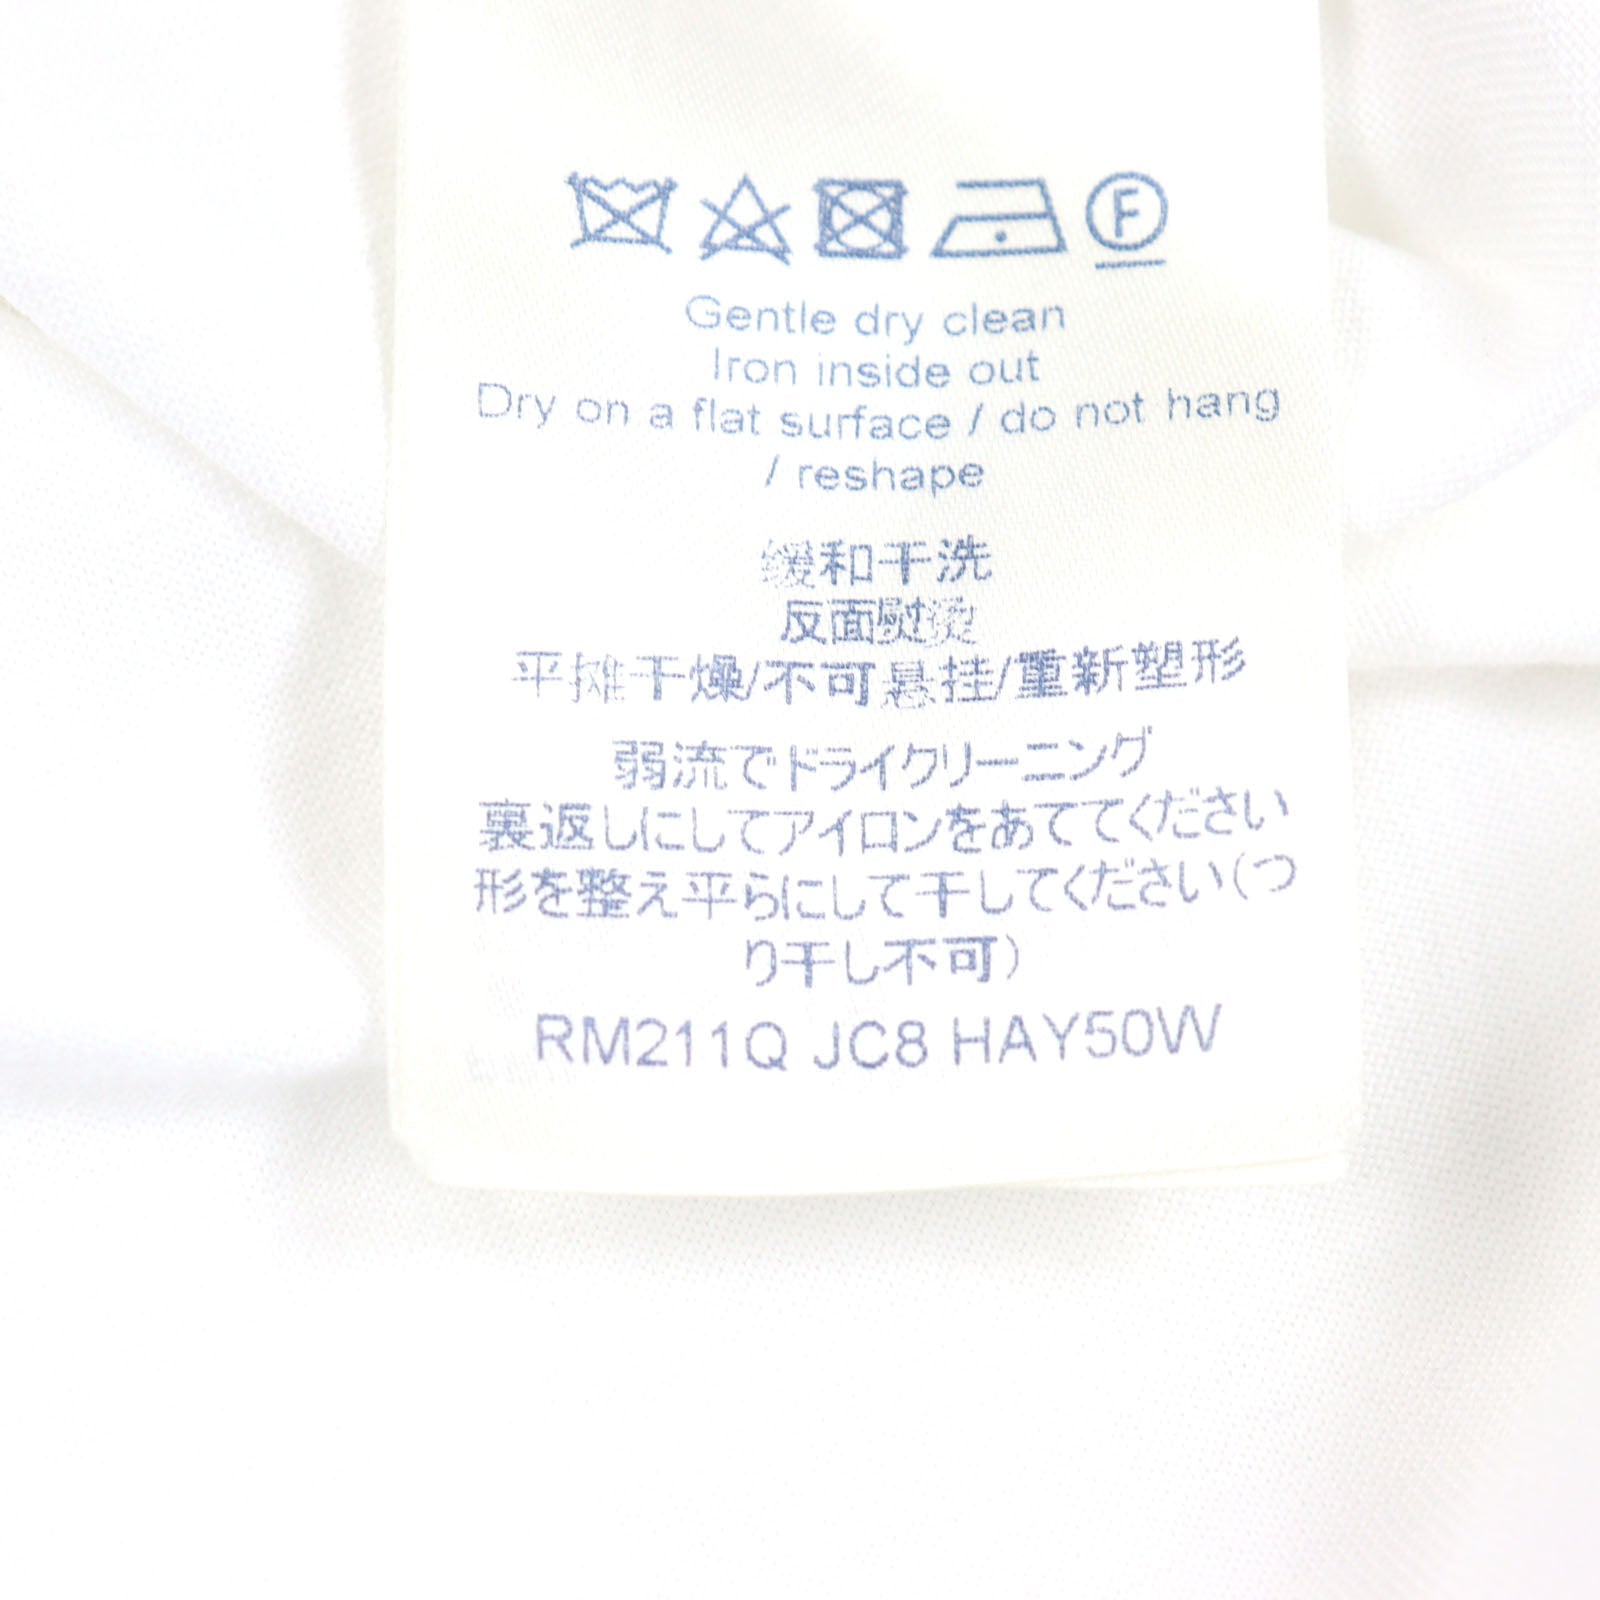 F
Gentle dry clean
Iron inside out
Dry on a flat surface / do not hang
/ reshape
缓和干洗
反面熨烫
平摊干燥/不可悬挂/重新塑形
弱流でドライクリーニング
裏返しにしてアイロンをあててください
形を整え平らにして干してください(つ
り干し不可)
RM211Q JC8 HAY50W